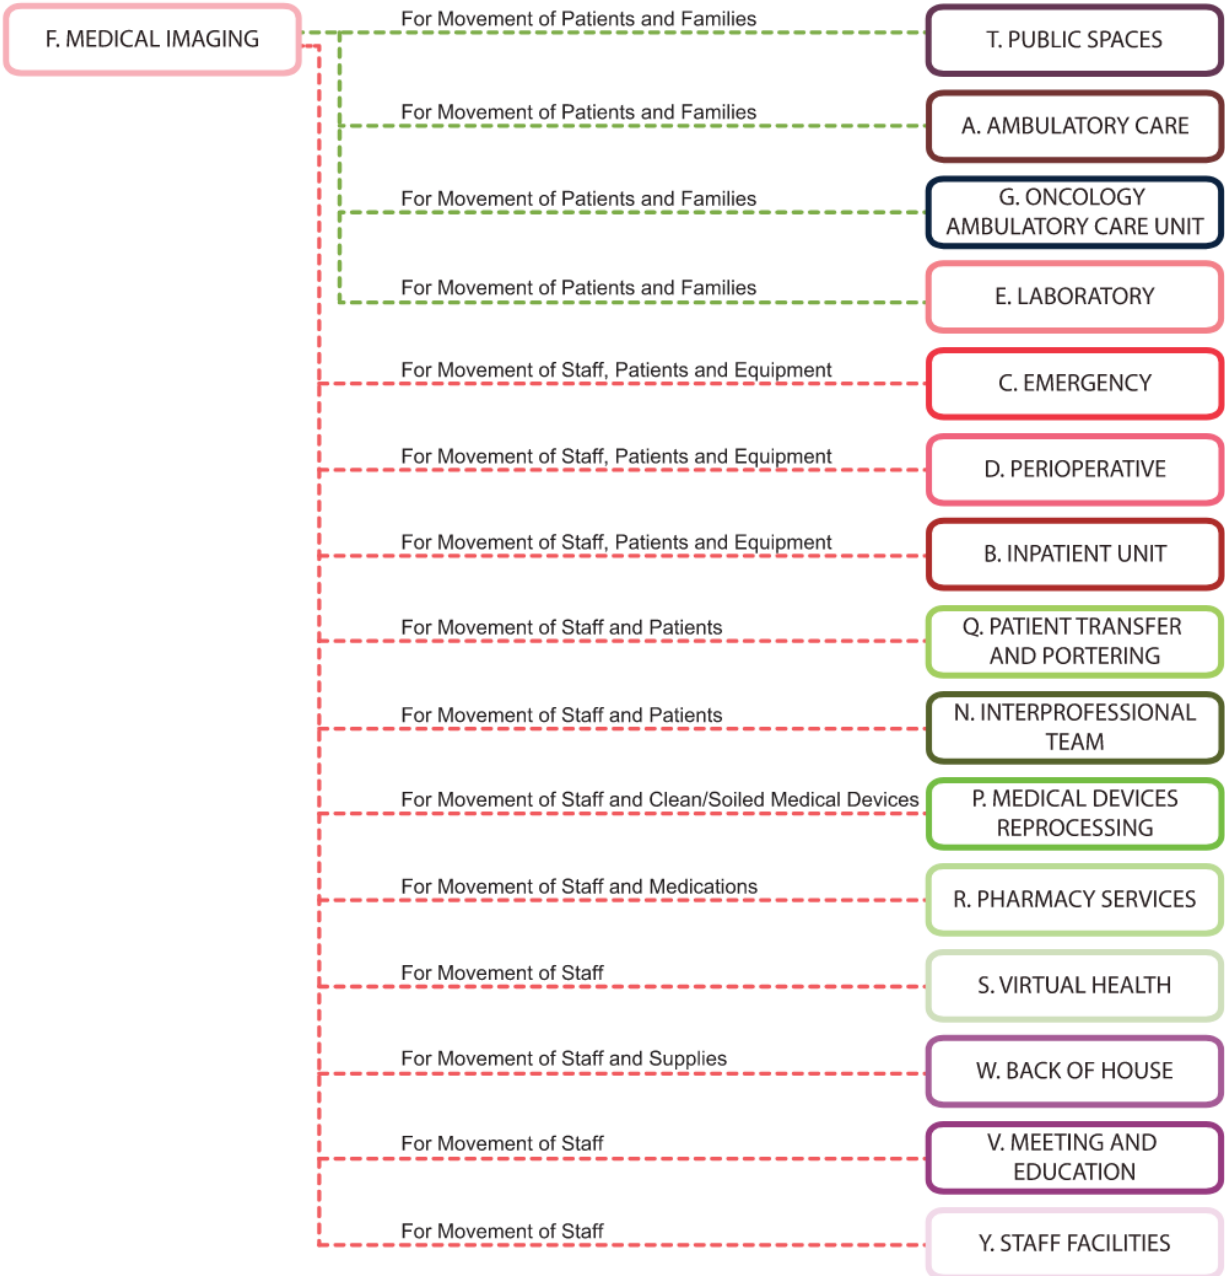 F. MEDICAL IMAGING
For Movement of Patients and Families
T. PUBLIC SPACES
For Movement of Patients and Families
A. AMBULATORY CARE
For Movement of Patients and Families
G. ONCOLOGY
AMBULATORY CARE UNIT
For Movement of Patients and Families
E. LABORATORY
For Movement of Staff, Patients and Equipment
C. EMERGENCY
For Movement of Staff, Patients and Equipment
D. PERIOPERATIVE
For Movement of Staff, Patients and Equipment
B. INPATIENT UNIT
For Movement of Staff and Patients
Q. PATIENT TRANSFER
AND PORTERING
For Movement of Staff and Patients
N. INTERPROFESSIONAL
TEAM
For Movement of Staff and Clean/Soiled Medical Devices
P. MEDICAL DEVICES
REPROCESSING
For Movement of Staff and Medications
R. PHARMACY SERVICES
For Movement of Staff
S. VIRTUAL HEALTH
For Movement of Staff and Supplies
W. BACK OF HOUSE
For Movement of Staff
V. MEETING AND
EDUCATION
For Movement of Staff
Y. STAFF FACILITIES